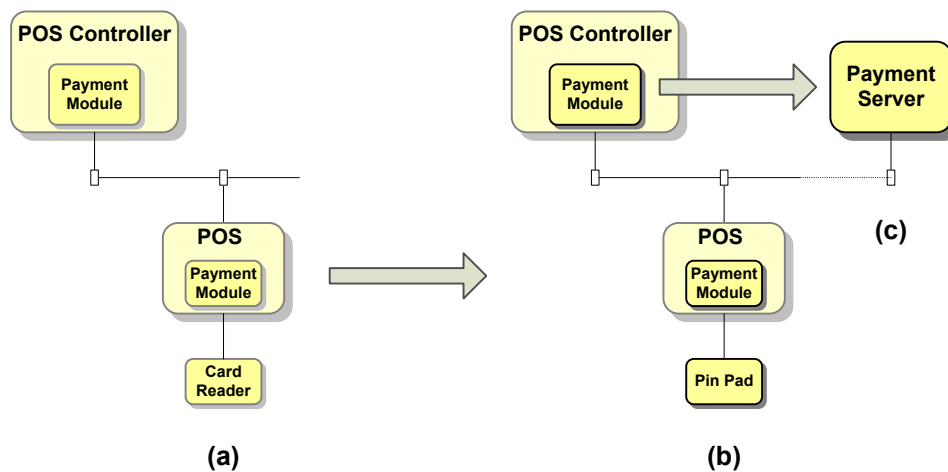 POS Controller
Payment
Module
POS
Payment
Module
Card
Reader
(a)
POS Controller
Payment
Module
Payment
Server
(c)
POS
Payment
Module
Pin Pad
(b)